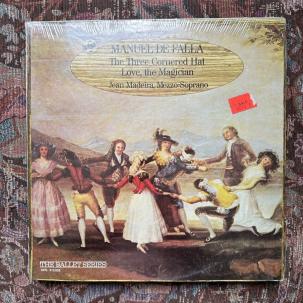 MANUEL DE FALLA
The Three Cornered Hat
Love, the Magician
Jean Madeira, Mezzo-Soprano
THE BALLET SERIES